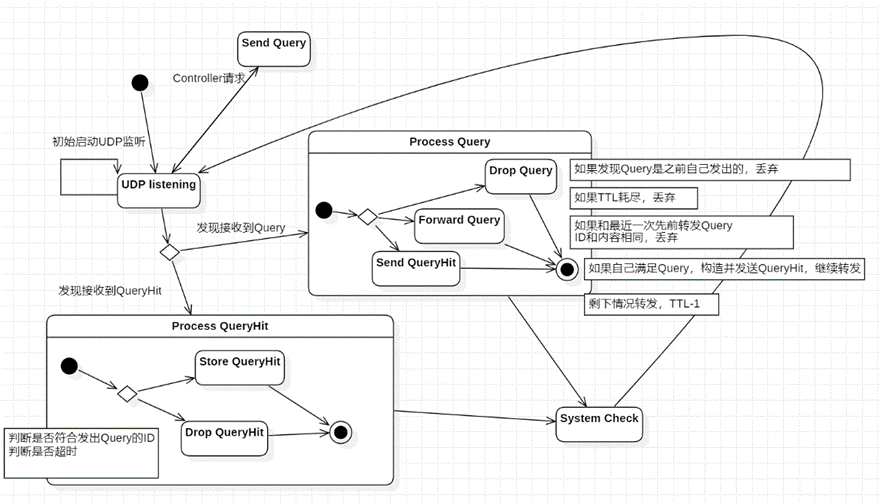 Send Query
Controller请求
初始启动UDP监听
UDP listening
发现接收到Query
发现接收到QueryHit
Process Query
Drop Query
Forward Query
Send QueryHit
如果发现Query是之前自己发出的，丢弃
如果TTL耗尽，丢弃
如果和最近一次先前转发Query
ID和内容相同，丢弃
如果自己满足Query，构造并发送QueryHit，继续转发
剩下情况转发，TTL-1
Process QueryHit
Store QueryHit
Drop QueryHit
判断是否符合发出Query的ID
判断是否超时
System Check